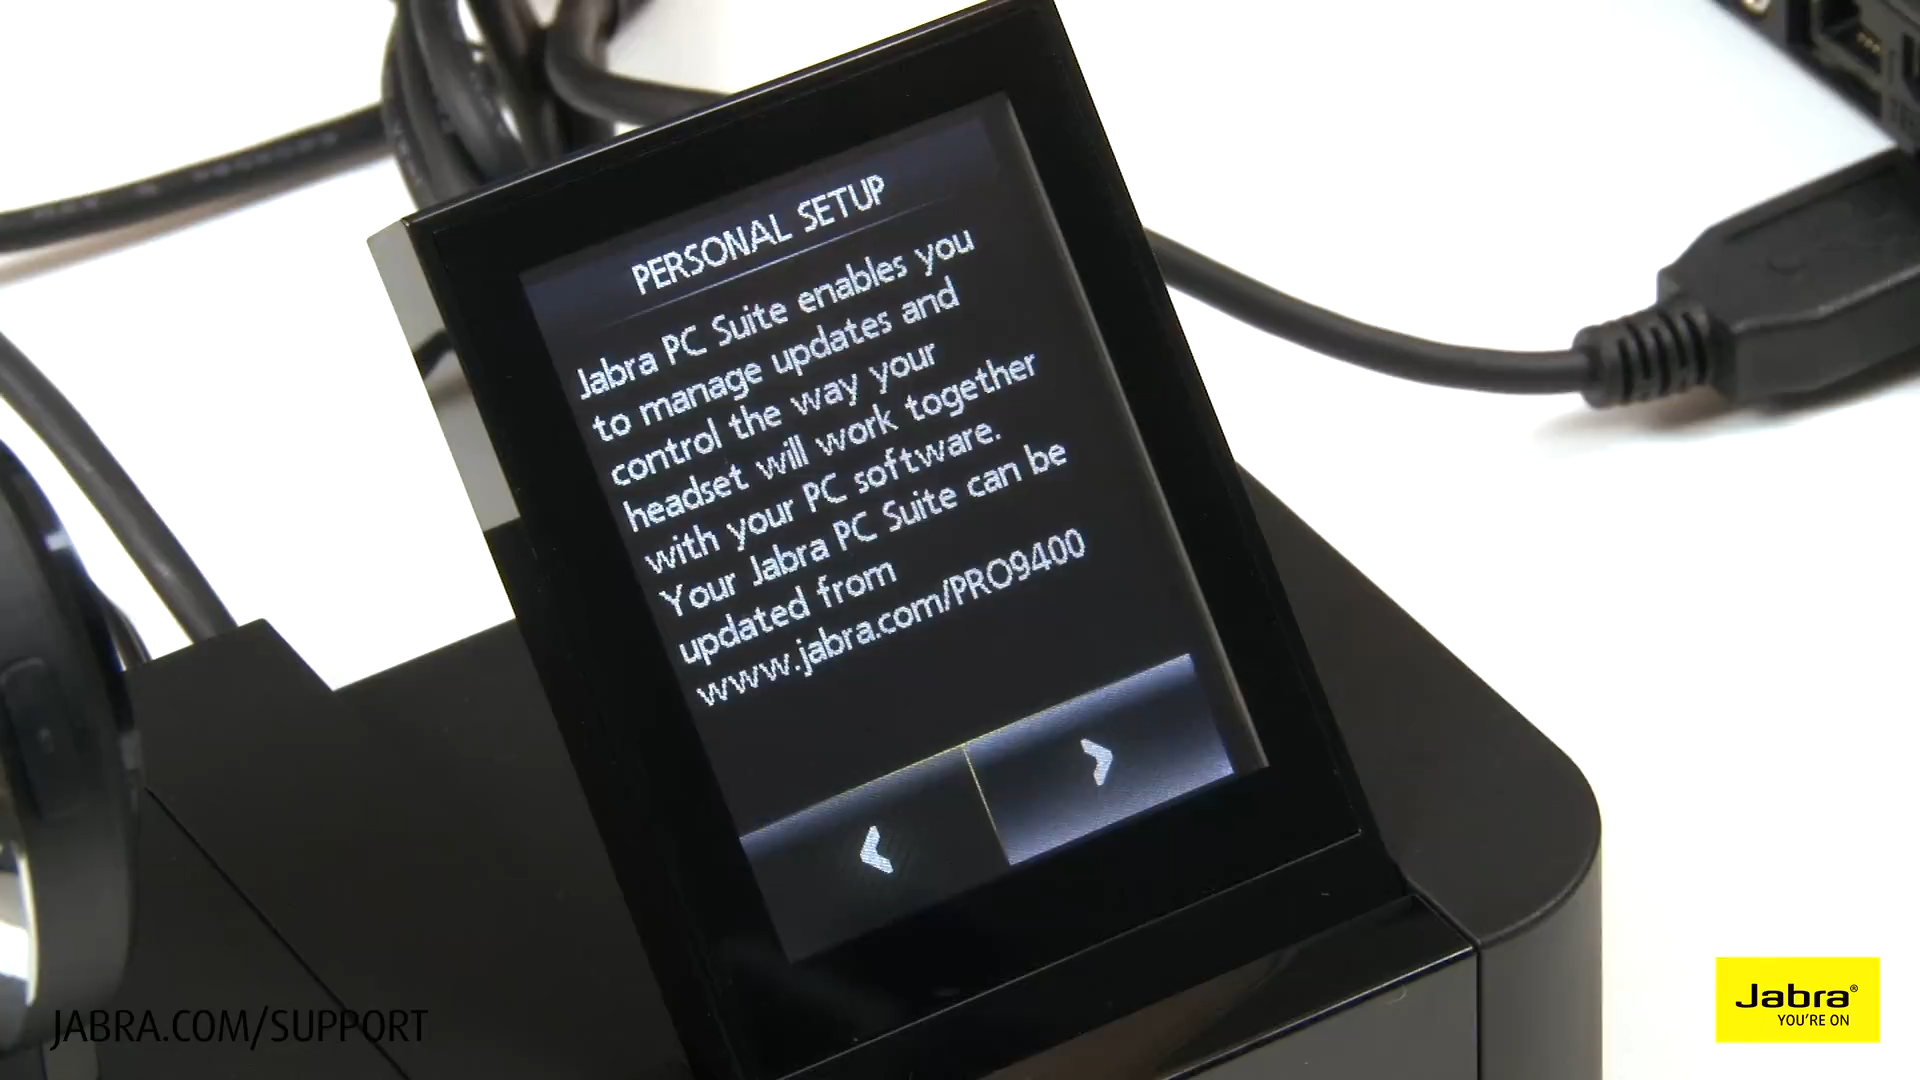 PERSONAL SETUP
Jabra PC Suite enables you
to manage updates and
control the way your
headset will work together
with your PC software.
Your Jabra PC Suite can be
updated from
www.jabra.com/PRO9400
JABRA.COM/SUPPORT
Jabra®
YOU'RE ON